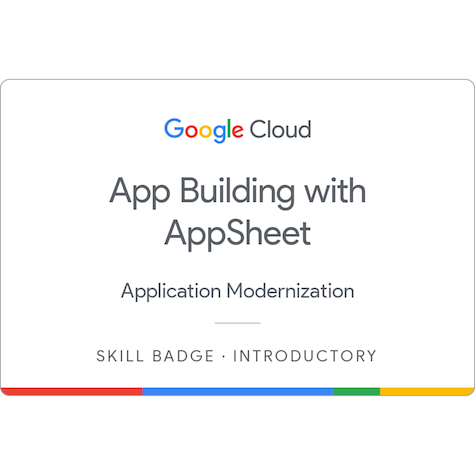 Google Cloud
App Building with
AppSheet
Application Modernization
SKILL BADGE · INTRODUCTORY